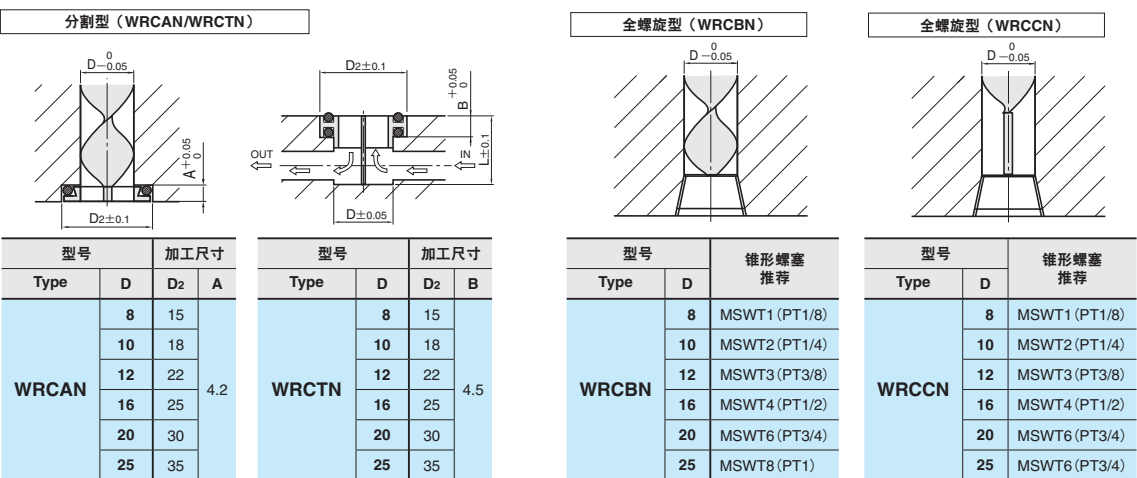 分割型（WRCAN/WRCTN）
D 0 −0.05
A +0.05 0
D2±0.1
D2±0.1
B +0.05 0
L±0.1
OUT
IN
D±0.05
全螺旋型（WRCBN）
D 0 −0.05
全螺旋型（WRCCN）
D 0 −0.05
型号 加工尺寸
Type D D2 A
WRCAN 4.2
8 15
10 18
12 22
16 25
20 30
25 35
型号 加工尺寸
Type D D2 B
WRCTN 4.5
8 15
10 18
12 22
16 25
20 30
25 35
型号 锥形螺塞
推荐
Type D
WRCBN
8 MSWT1（PT1/8）
10 MSWT2（PT1/4）
12 MSWT3（PT3/8）
16 MSWT4（PT1/2）
20 MSWT6（PT3/4）
25 MSWT8（PT1）
型号 锥形螺塞
推荐
Type D
WRCCN
8 MSWT1（PT1/8）
10 MSWT2（PT1/4）
12 MSWT3（PT3/8）
16 MSWT4（PT1/2）
20 MSWT6（PT3/4）
25 MSWT6（PT3/4）